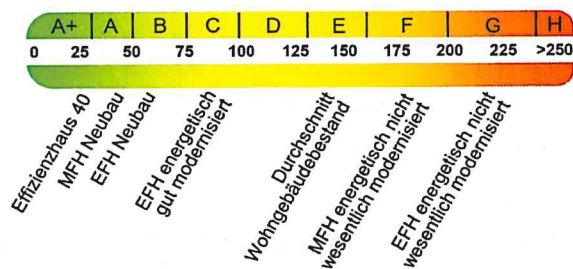 A+ A B C D E F G H
0 25 50 75 100 125 150 175 200 225 >250
Effizienzhaus 40
MFH Neubau
EFH Neubau
EFH energetisch
gut modernisiert
Durchschnitt
Wohngebäudebestand
MFH energetisch nicht
wesentlich modernisiert
EFH energetisch nicht
wesentlich modernisiert